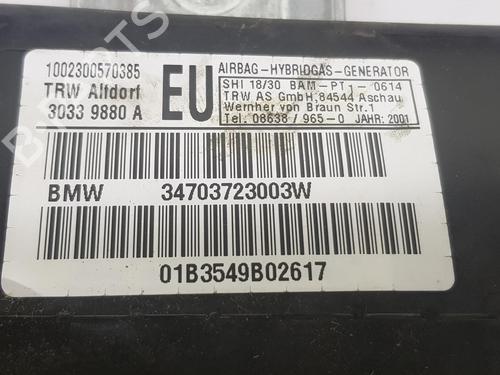 1002300570385
TRW Altdorf
3033 9880 A
EU
AIRBAG-HYBRIDGAS-GENERATOR
SHI 18/30 BAM-PT1-0614
TRW AS GmbH,84544 Aschau
Wernher von Braun Str.1
Tel: 08638/965-0 JAHR: 2001
BMW 34703723003W
01B3549B02617